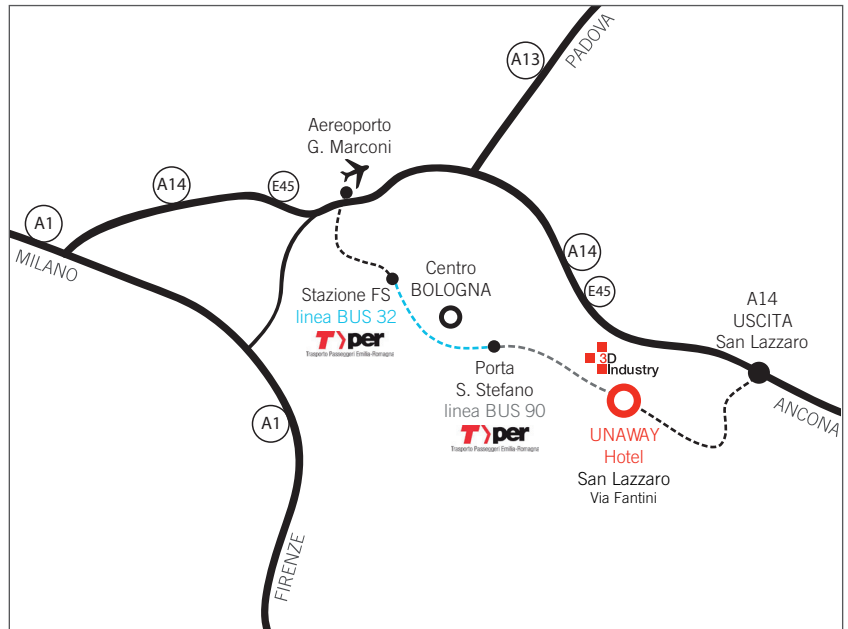 PADOVA
A13
Aereoporto
G. Marconi
A14
E45
A1
MILANO
A14
E45
Centro
BOLOGNA
Stazione FS
linea BUS 32
T>per
Trasporto Passeggeri Emilia-Romagna
A14
USCITA
San Lazzaro
3D
Industry
Porta
S. Stefano
linea BUS 90
T>per
Trasporto Passeggeri Emilia-Romagna
ANCONA
A1
UNAWAY
Hotel
San Lazzaro
Via Fantini
FIRENZE